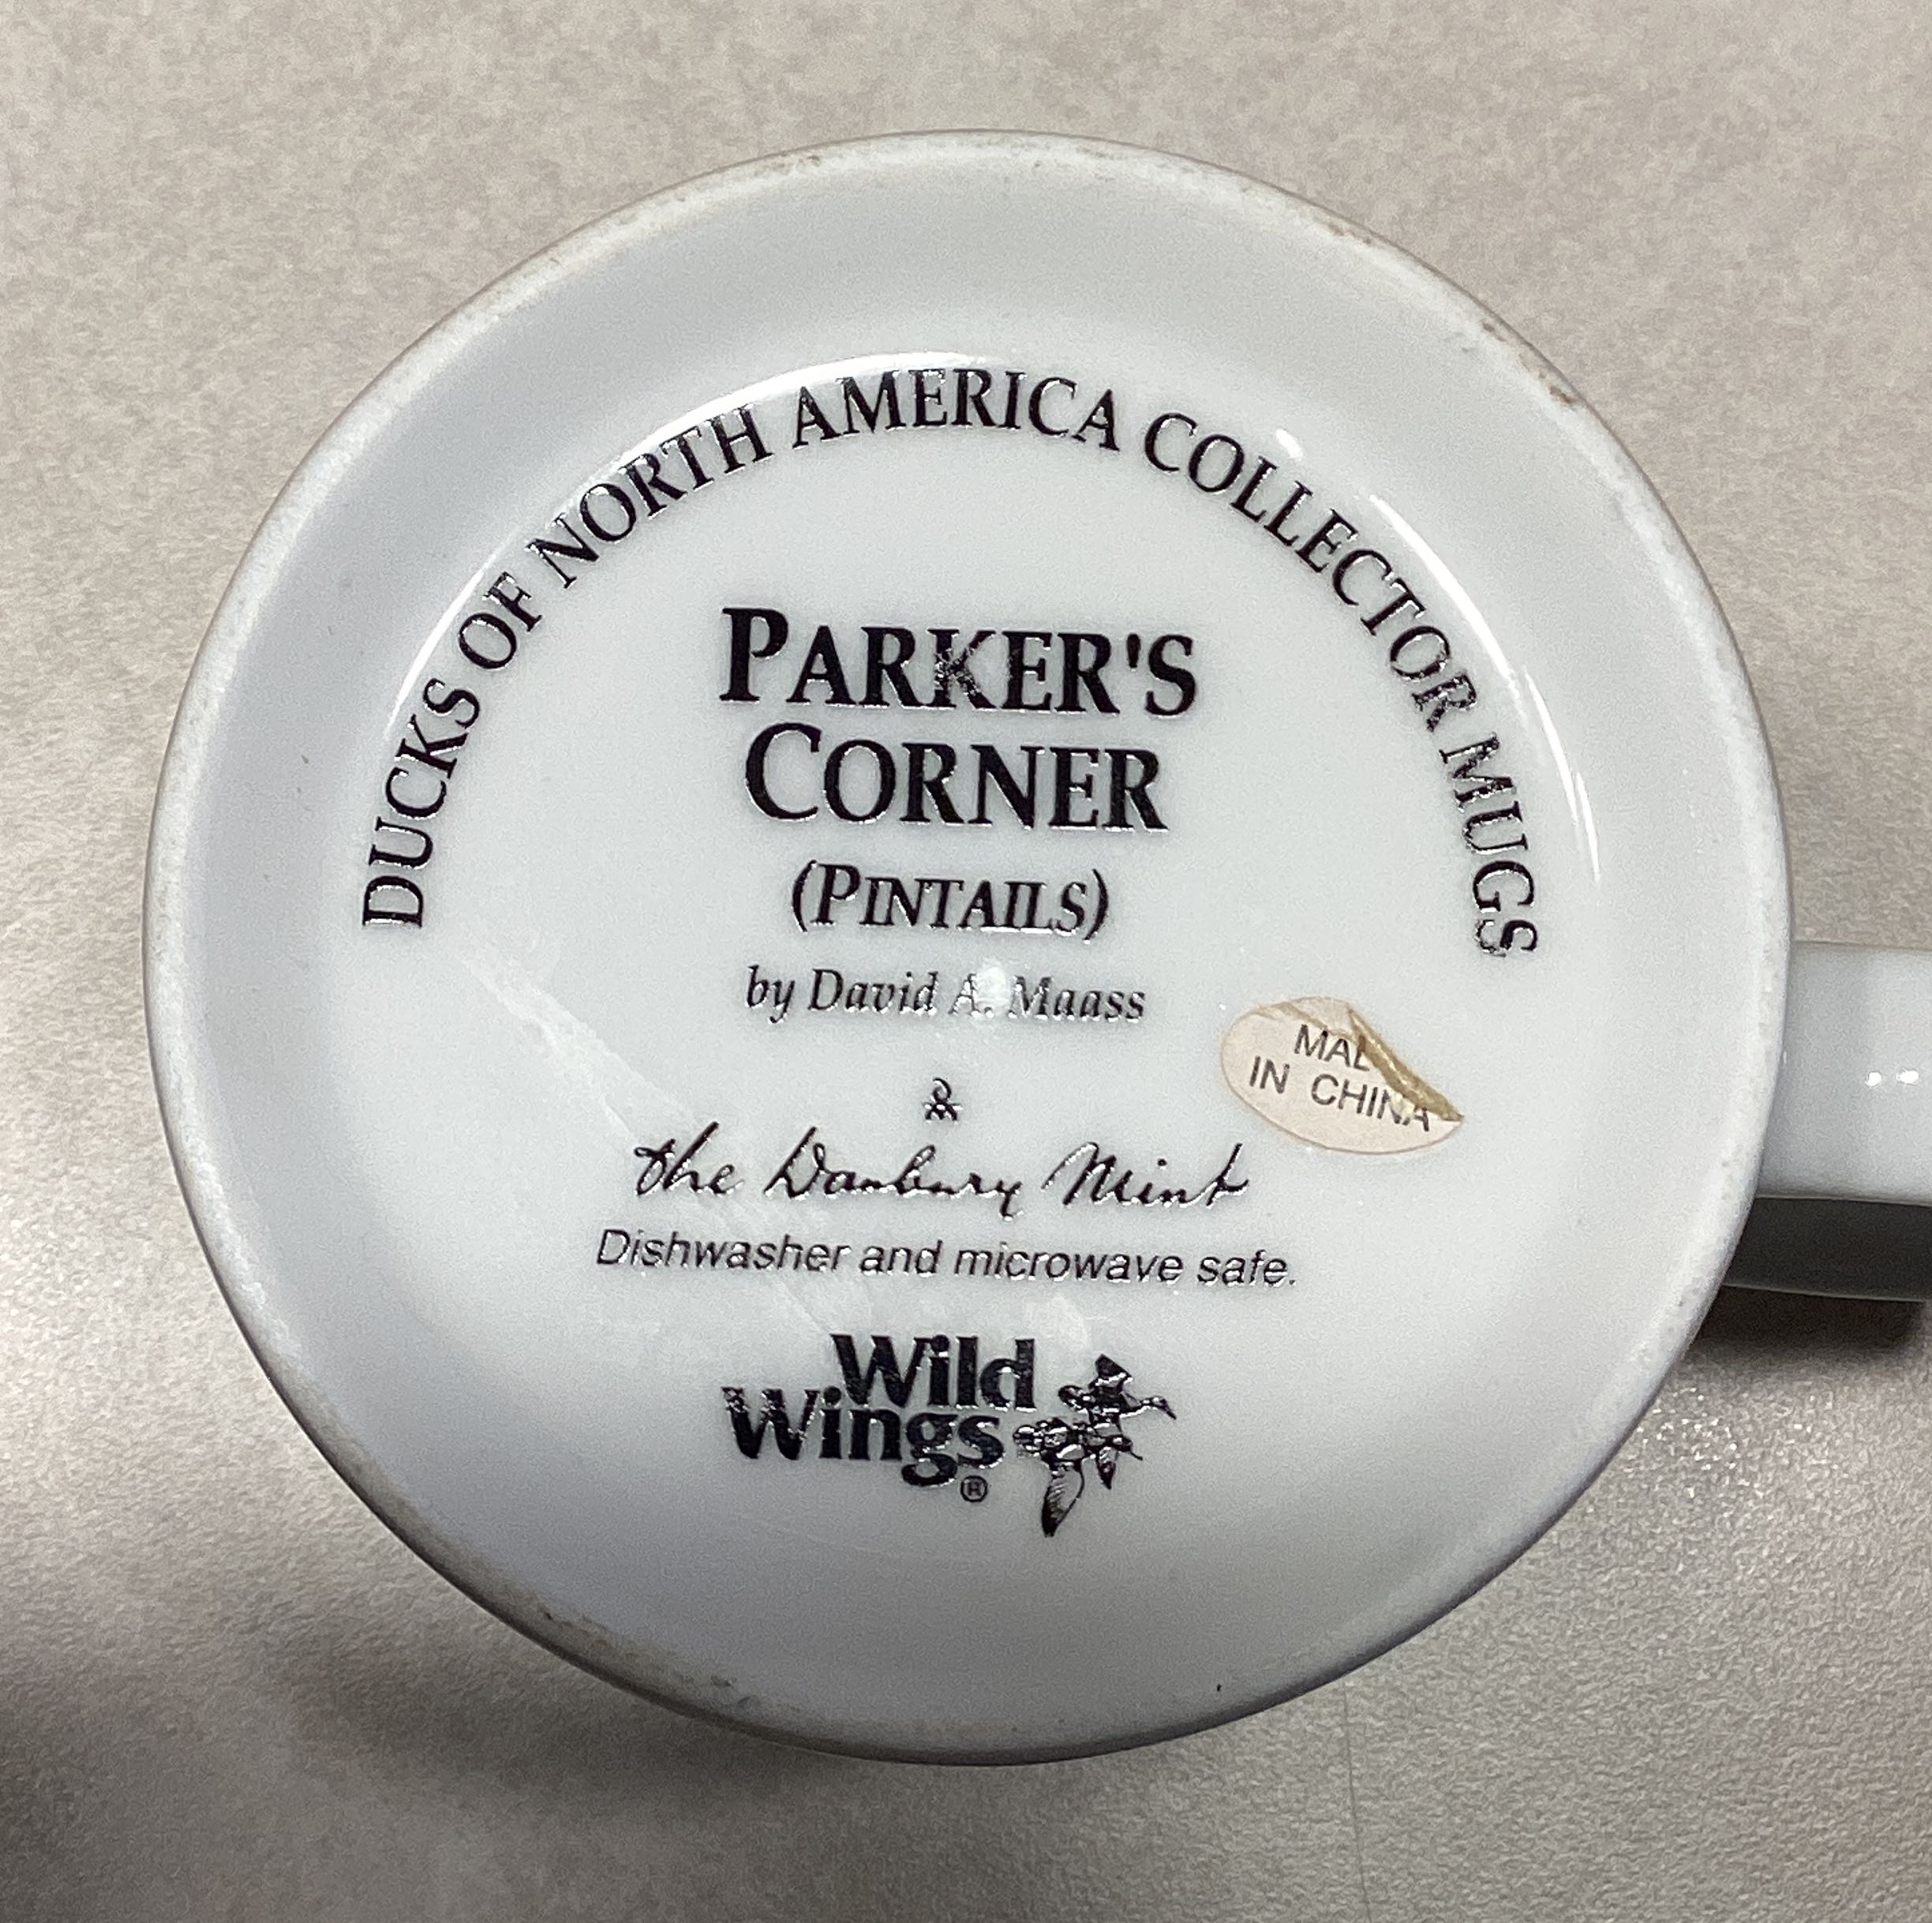 DUCKS OF NORTH AMERICA COLLECTOR MUGS
PARKER'S
CORNER
(PINTAILS)
by David A. Maass
MAD
IN CHINA
the Danbury Mint
Dishwasher and microwave safe.
Wild
Wings
®